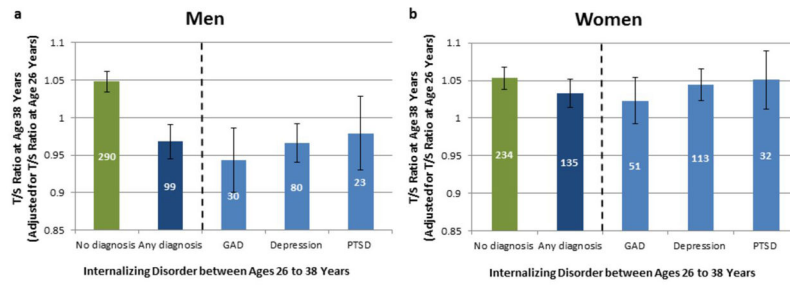 a
Men
T/S Ratio at Age 38 Years
(Adjusted for T/S Ratio at Age 26 Years)
1.1
1.05
1
0.95
0.9
0.85
290
99
30
80
23
No diagnosis
Any diagnosis
GAD
Depression
PTSD
Internalizing Disorder between Ages 26 to 38 Years
b
Women
T/S Ratio at Age 38 Years
(Adjusted for T/S Ratio at Age 26 Years)
1.1
1.05
1
0.95
0.9
0.85
234
135
51
113
32
No diagnosis
Any diagnosis
GAD
Depression
PTSD
Internalizing Disorder between Ages 26 to 38 Years